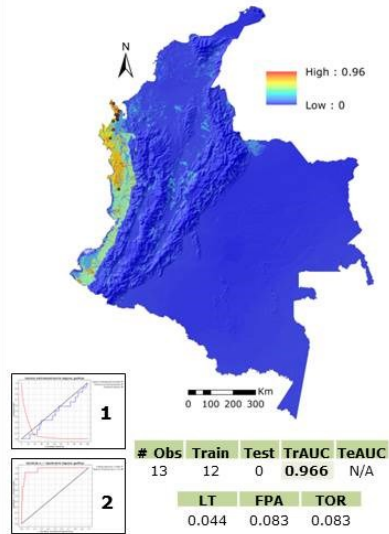 N
High : 0.96
Low : 0
Km
0 100 200 300
1
2
# Obs Train Test TrAUC TeAUC
13 12 0 0.966 N/A
LT FPA TOR
0.044 0.083 0.083